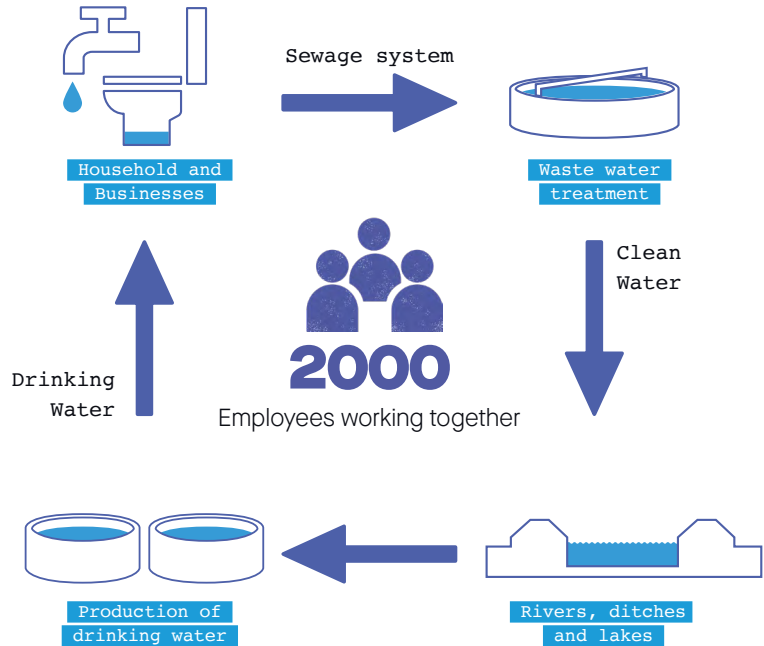 Sewage system
Household and
Businesses
Waste water
treatment
Clean
Water
Drinking
Water
2000
Employees working together
Production of
drinking water
Rivers, ditches
and lakes